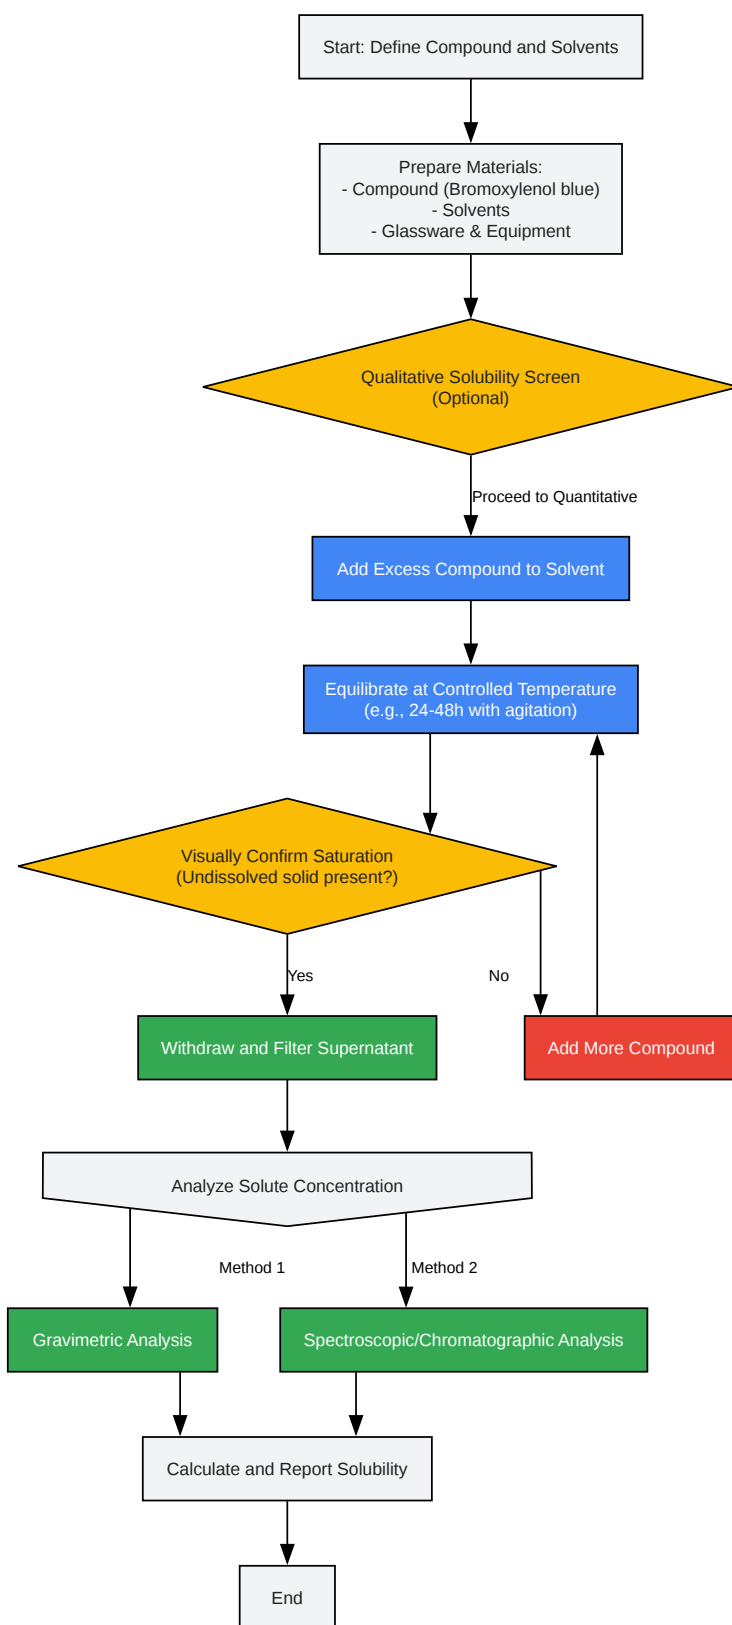 Start: Define Compound and Solvents
Prepare Materials:
- Compound (Bromoxylenol blue)
- Solvents
- Glassware & Equipment
Qualitative Solubility Screen
(Optional)
Proceed to Quantitative
Add Excess Compound to Solvent
Equilibrate at Controlled Temperature
(e.g., 24-48h with agitation)
Visually Confirm Saturation
(Undissolved solid present?)
Yes
No
Withdraw and Filter Supernatant
Add More Compound
Analyze Solute Concentration
Method 1
Method 2
Gravimetric Analysis
Spectroscopic/Chromatographic Analysis
Calculate and Report Solubility
End